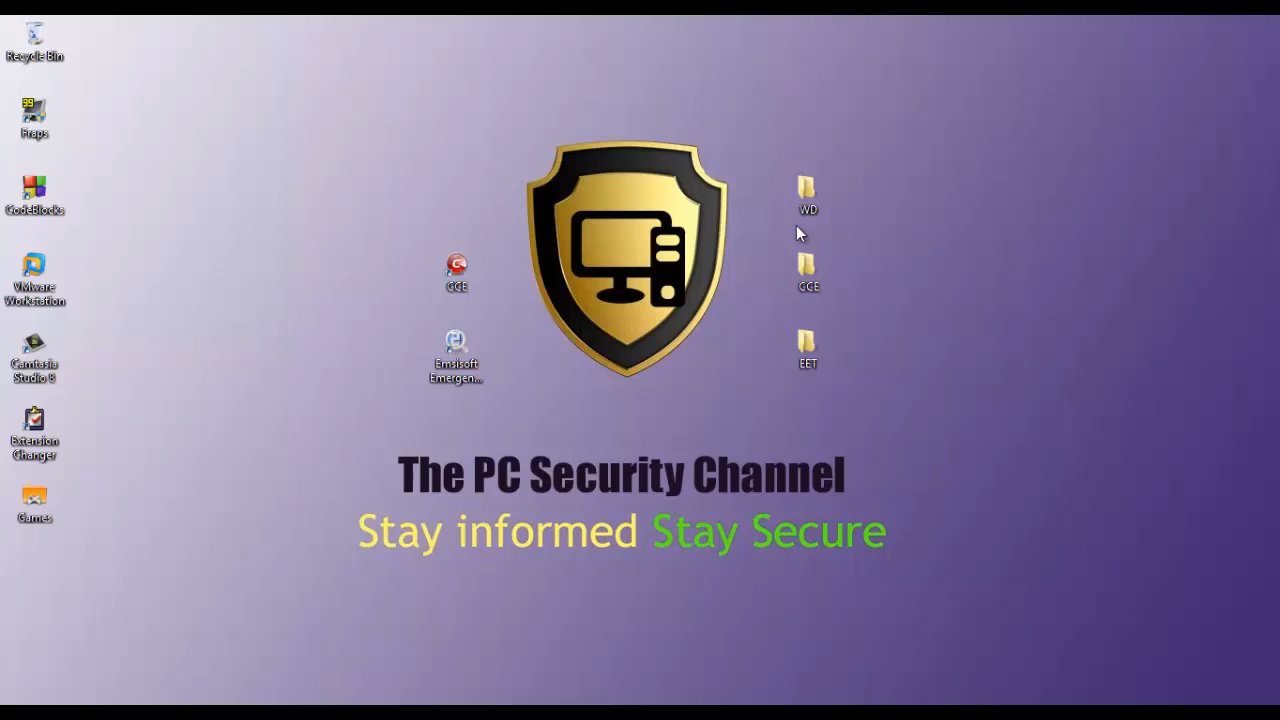 Recycle Bin
99
Fraps
CodeBlocks
VMware
Workstation
Camtasia
Studio 8
Extension
Changer
Games
CCE
Emsisoft
Emergen...
WD
CCE
EET
The PC Security Channel
Stay informed Stay Secure